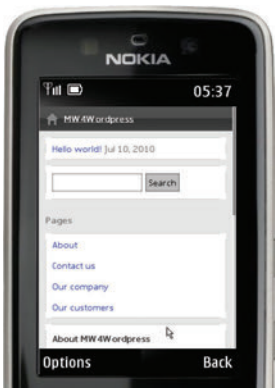 NOKIA
05:37
MW4Wordpress
Hello world! Jul 10, 2010
Search
Pages
About
Contact us
Our company
Our customers
About MW4Wordpress
Options Back